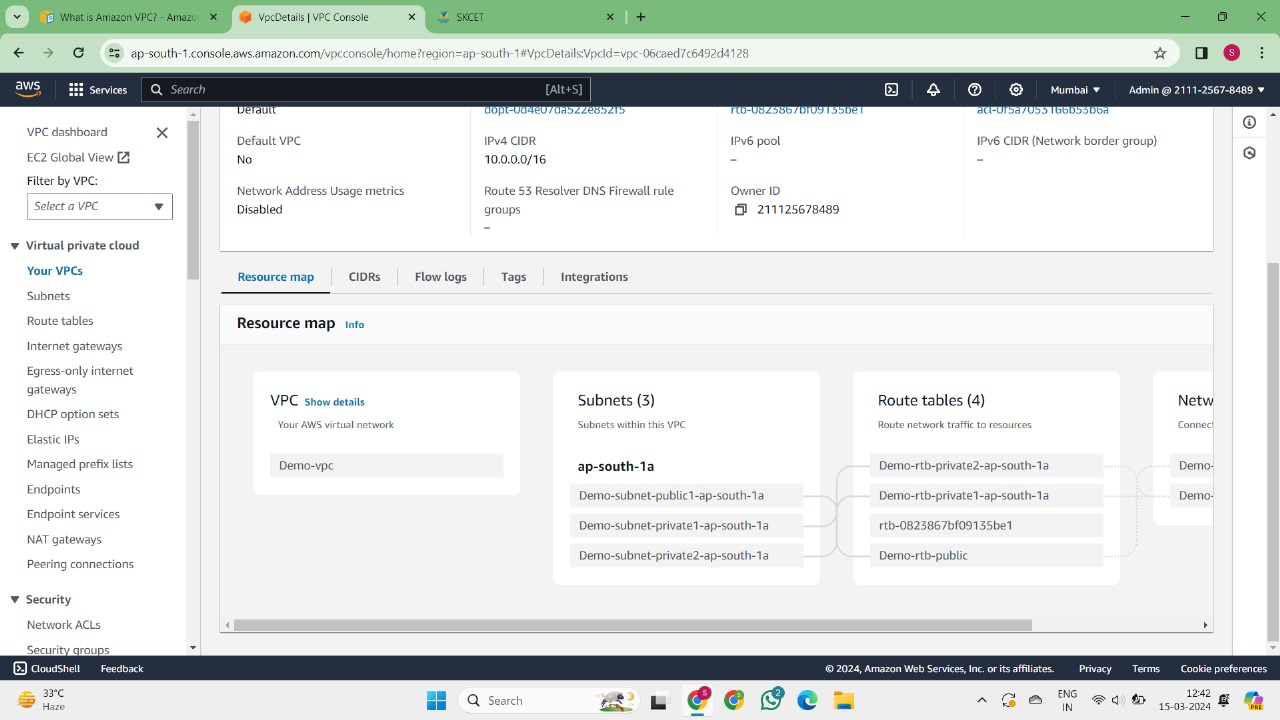 What is Amazon VPC? - Amazon
VpcDetails | VPC Console
SKCET
ap-south-1.console.aws.amazon.com/vpcconsole/home?region=ap-south-1#VpcDetails:VpcId=vpc-06caed7c6492d4128
S
aws
Services
Search
[Alt+S]
Mumbai
Admin @ 2111-2567-8489
VPC dashboard
EC2 Global View
Filter by VPC:
Select a VPC
Virtual private cloud
Your VPCs
Subnets
Route tables
Internet gateways
Egress-only internet
gateways
DHCP option sets
Elastic IPs
Managed prefix lists
Endpoints
Endpoint services
NAT gateways
Peering connections
Security
Network ACLs
Security groups
Default
dopt-0d4e07da522e852f5
rtb-0823867bf09135be1
acl-0f5a7053166b53b6a
Default VPC
No
IPv4 CIDR
10.0.0.0/16
IPv6 pool
–
IPv6 CIDR (Network border group)
–
Network Address Usage metrics
Disabled
Route 53 Resolver DNS Firewall rule
groups
–
Owner ID
211125678489
Resource map
CIDRs
Flow logs
Tags
Integrations
Resource map Info
VPC Show details
Your AWS virtual network
Demo-vpc
Subnets (3)
Subnets within this VPC
ap-south-1a
Demo-subnet-public1-ap-south-1a
Demo-subnet-private1-ap-south-1a
Demo-subnet-private2-ap-south-1a
Route tables (4)
Route network traffic to resources
Demo-rtb-private2-ap-south-1a
Demo-rtb-private1-ap-south-1a
rtb-0823867bf09135be1
Demo-rtb-public
Netw
Connect
Demo-
Demo-
CloudShell
Feedback
© 2024, Amazon Web Services, Inc. or its affiliates.
Privacy
Terms
Cookie preferences
33°C
Haze
Search
S
2
ENG
IN
12:42
15-03-2024
PRE